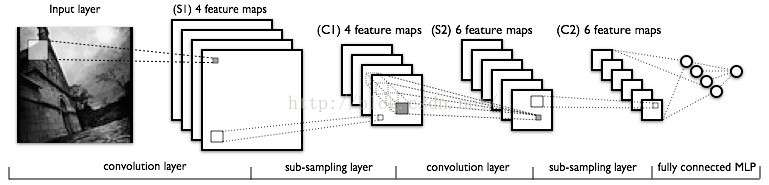 Input layer
(S1) 4 feature maps
(C1) 4 feature maps
(S2) 6 feature maps
(C2) 6 feature maps
convolution layer
sub-sampling layer
convolution layer
sub-sampling layer
fully connected MLP